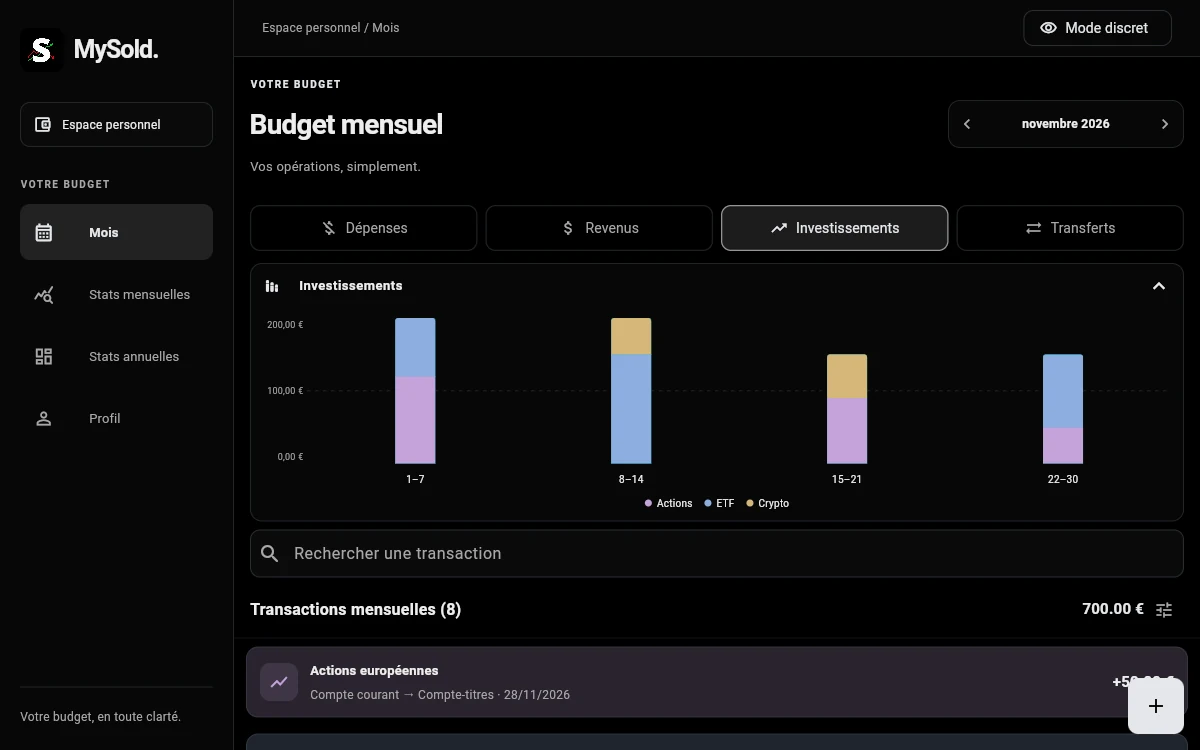 MySold.
Espace personnel
VOTRE BUDGET
Mois
Stats mensuelles
Stats annuelles
Profil
Votre budget, en toute clarté.
Espace personnel / Mois
Mode discret
VOTRE BUDGET
Budget mensuel
novembre 2026
Vos opérations, simplement.
Dépenses
Revenus
Investissements
Transferts
Investissements
200,00 €
100,00 €
0,00 €
1–7
8–14
15–21
22–30
Actions
ETF
Crypto
Rechercher une transaction
Transactions mensuelles (8)
700.00 €
Actions européennes
Compte courant → Compte-titres · 28/11/2026